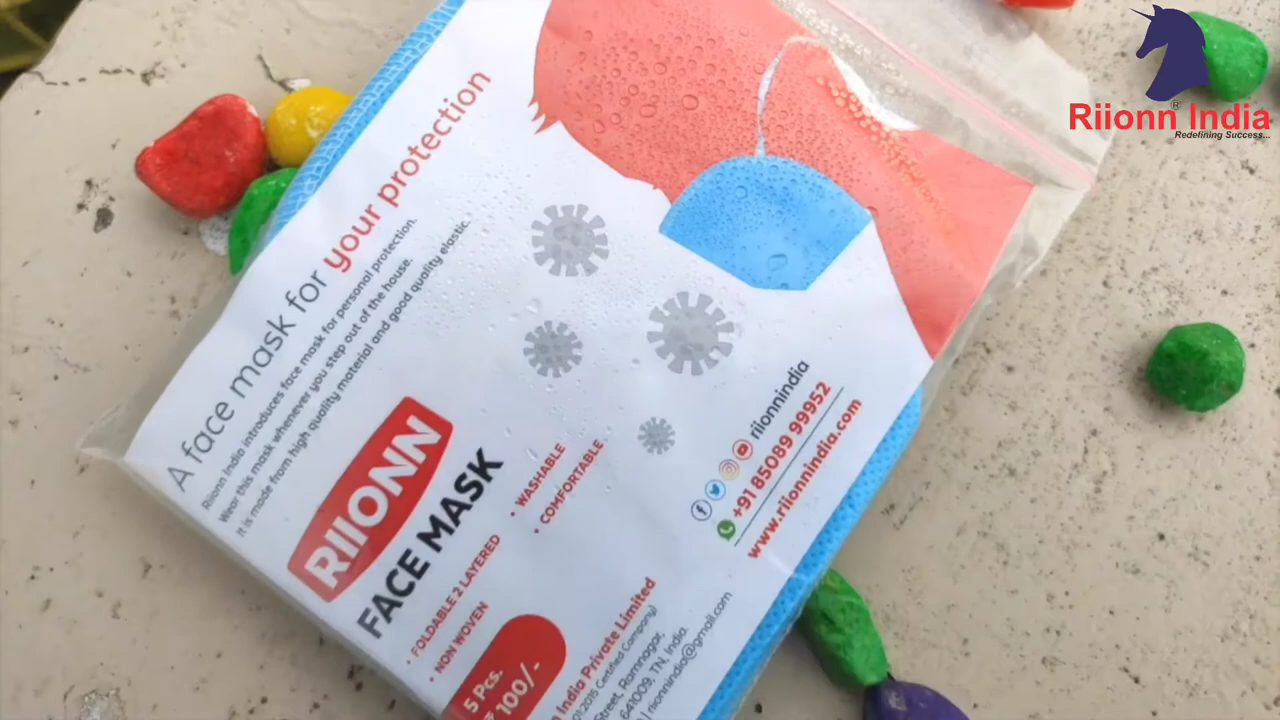 Riionn India
®
Redefining Success...
A face mask for your protection
Riionn India introduces face mask for personal protection.
Wear this mask whenever you step out of the house.
It is made from high quality material and good quality elastic.
RIIONN
FACE MASK
• FOLDABLE 2 LAYERED
• NON WOVEN
• WASHABLE
• COMFORTABLE
5 Pcs.
₹ 100/-
riionnindia
+91 85089 99952
www.riionnindia.com
India Private Limited
2015 Certified Company)
Street, Ramnagar,
641009, TN, India.
| riionnindia@gmail.com